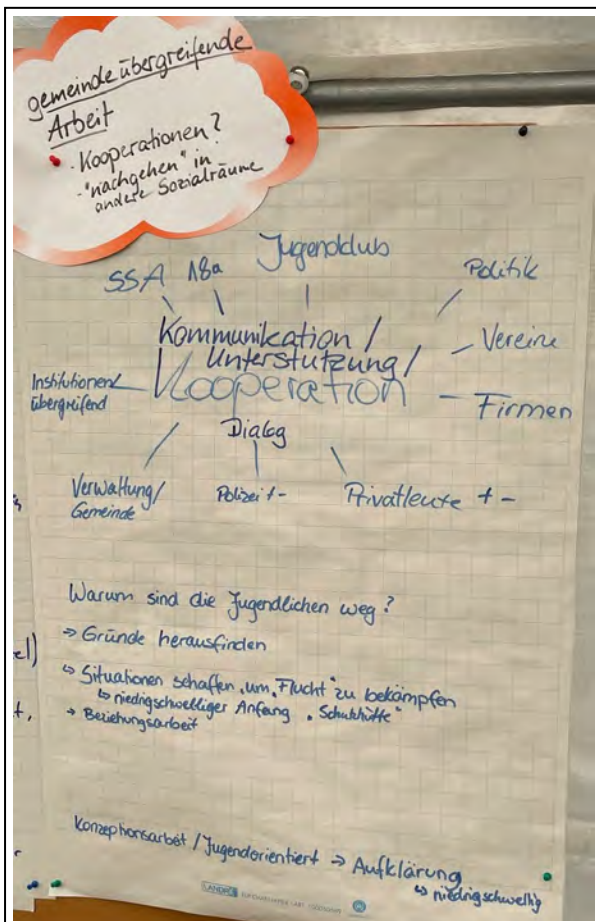 gemeindeübergreifende
Arbeit
- Kooperationen?
- "nachgehen" in
andere Sozialräume
SSA 18a Jugendclub Politik
Kommunikation /
Unterstützung /
Kooperation
Vereine
Institutionen/
übergreifend
Firmen
Dialog
Verwaltung/
Gemeinde
Polizei + -
Privatleute + -
Warum sind die Jugendlichen weg?
→ Gründe herausfinden
↳ Situationen schaffen, um "Flucht" zu bekämpfen
↳ niedrigschwelliger Anfang "Schutzhütte"
→ Beziehungsarbeit
Konzeptionsarbeit / Jugendorientiert → Aufklärung
↳ niedrigschwellig